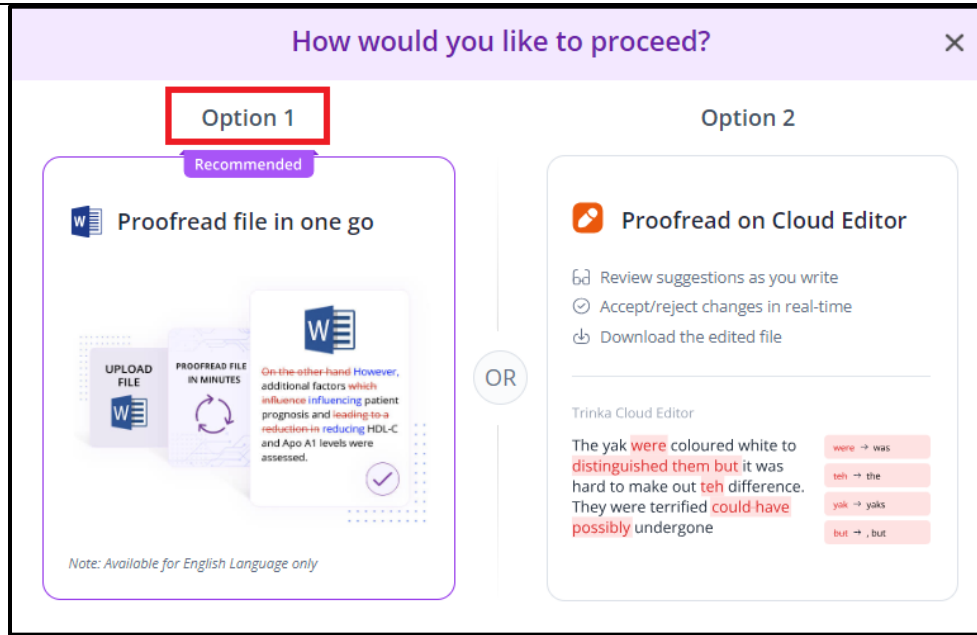 How would you like to proceed?
Option 1
Recommended
W Proofread file in one go
UPLOAD
FILE
W
PROOFREAD FILE
IN MINUTES
W
On the other hand However,
additional factors which
influence influencing patient
prognosis and leading to a
reduction in reducing HDL-C
and Apo A1 levels were
assessed.
Note: Available for English Language only
OR
Option 2
Proofread on Cloud Editor
Review suggestions as you write
Accept/reject changes in real-time
Download the edited file
Trinka Cloud Editor
The yak were coloured white to
distinguished them but it was
hard to make out teh difference.
They were terrified could have
possibly undergone
were → was
teh → the
yak → yaks
but → , but